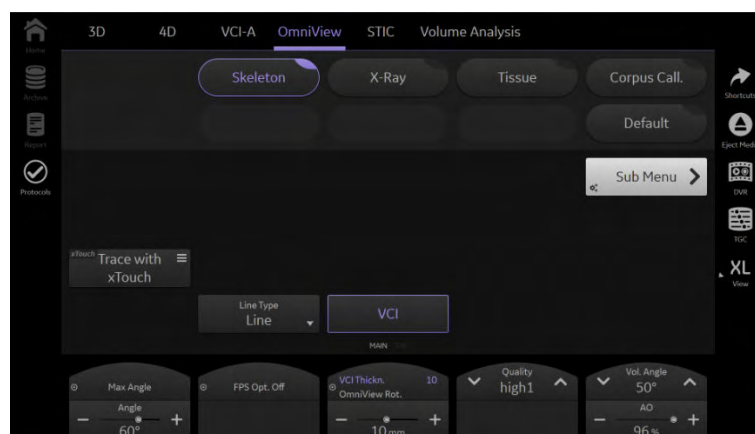 3D 4D VCI-A OmniView STIC Volume Analysis
Home
Archive
Report
Protocols
Skeleton X-Ray Tissue Corpus Call.
Default
Sub Menu
Shortcuts
Eject Media
DVR
TGC
XL
View
xTouch
Trace with
xTouch
Line Type
Line
VCI
MAIN
Max Angle
Angle
60°
FPS Opt. Off
VCI Thickn. 10
OmniView Rot.
10 mm
Quality
high1
Vol. Angle
50°
AO
96 %